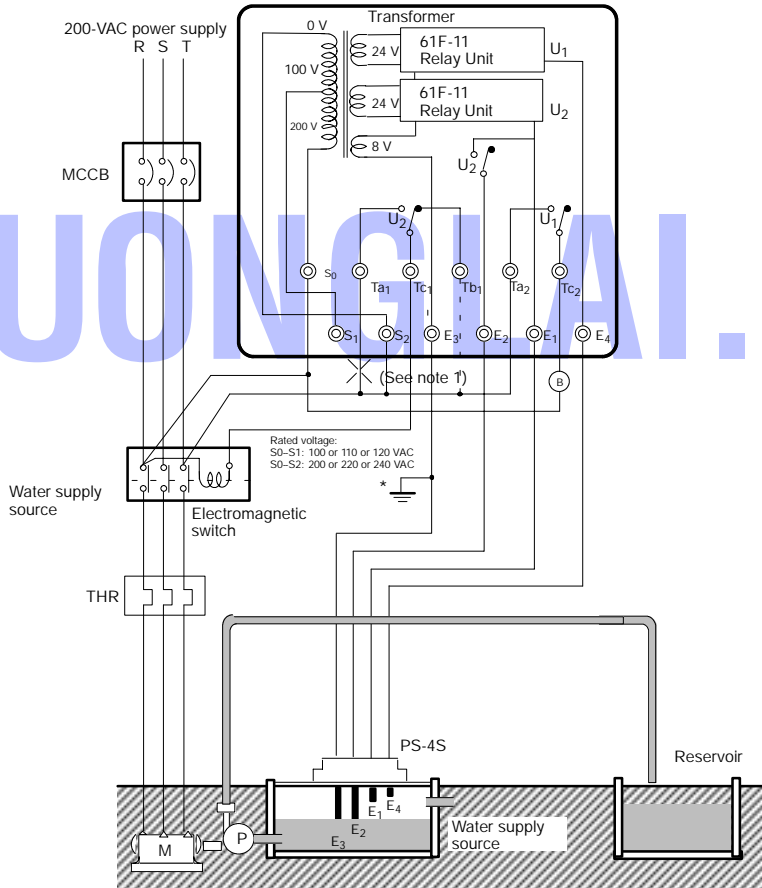 Transformer
200-VAC power supply
R S T
0 V
100 V
200 V
24 V
61F-11
Relay Unit
U1
24 V
61F-11
Relay Unit
U2
8 V
MCCB
U2
U2
U1
S0
Ta1
Tc1
Tb1
Ta2
Tc2
S1
S2
E3
E2
E1
E4
UONGLAI.
(See note 1)
B
Rated voltage:
S0–S1: 100 or 110 or 120 VAC
S0–S2: 200 or 220 or 240 VAC
*
Water supply
source
Electromagnetic
switch
THR
PS-4S
Reservoir
E1
E4
E2
E3
Water supply
source
P
M